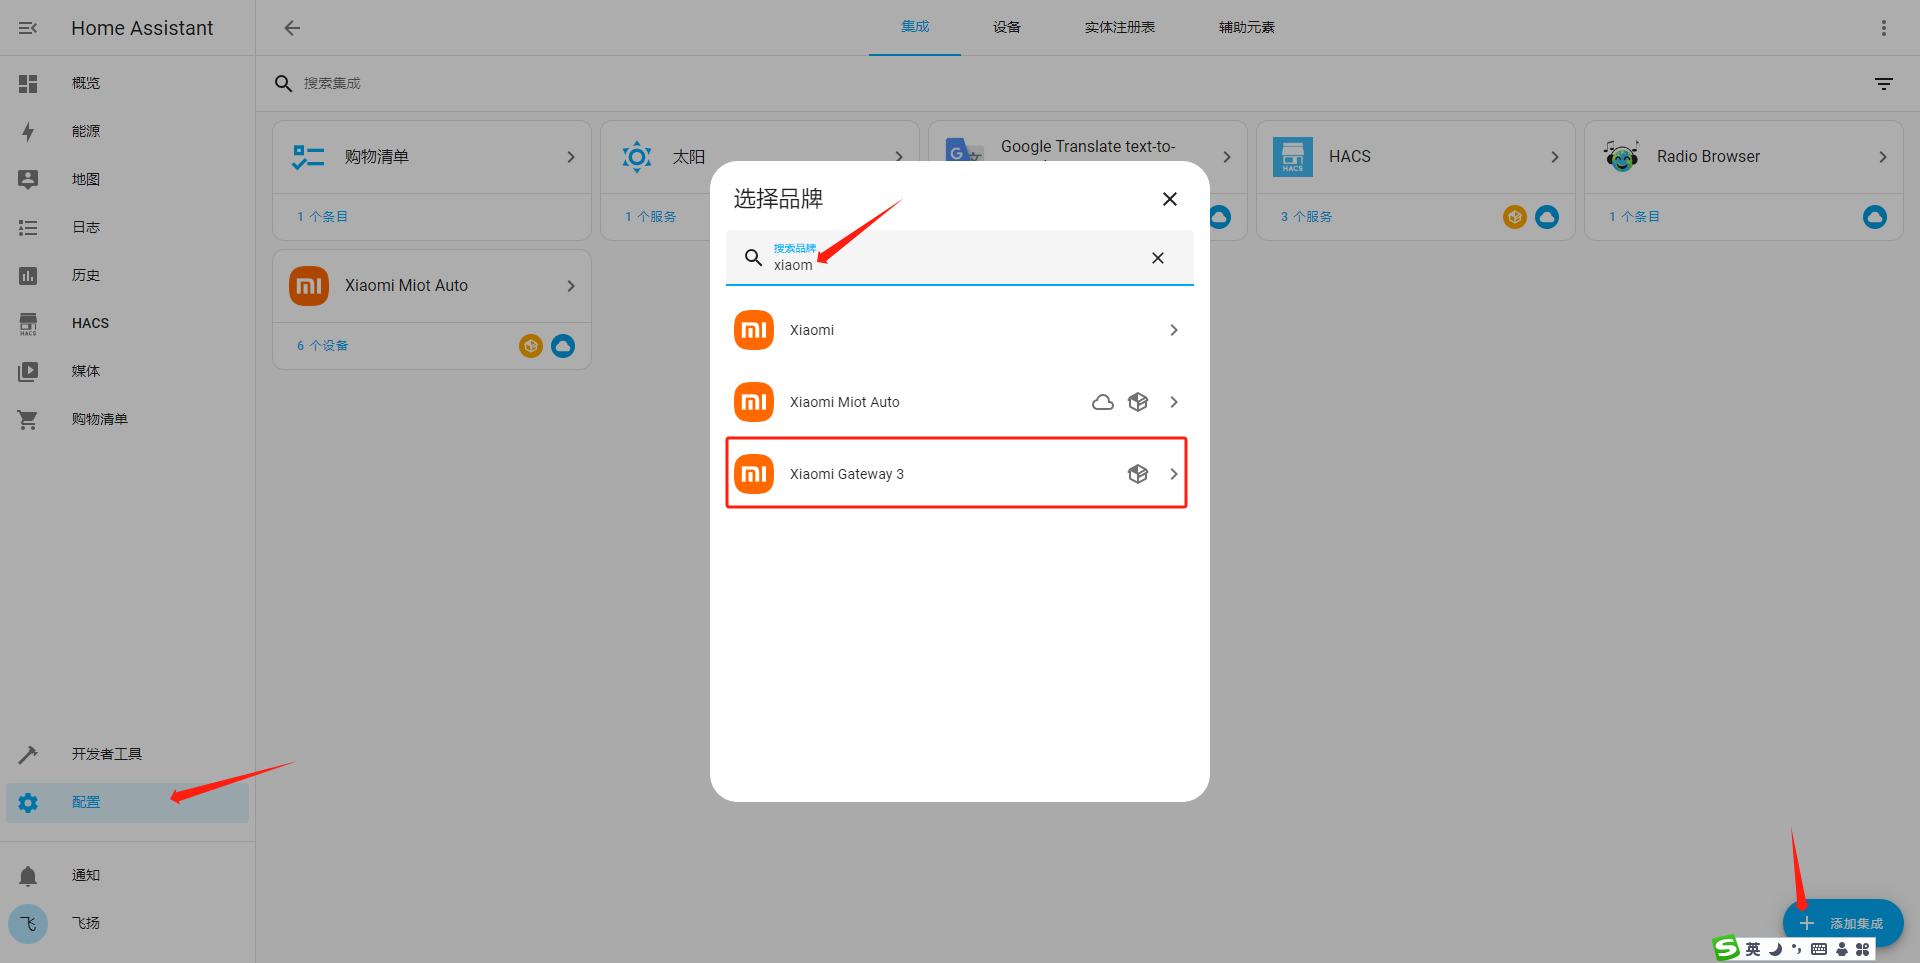 Home Assistant
集成
设备
实体注册表
辅助元素
概览
能源
地图
日志
历史
HACS
媒体
购物清单
开发者工具
配置
通知
飞
飞扬
搜索集成
购物清单
1 个条目
太阳
1 个服务
Google Translate text-to-
G
HACS
HACS
3 个服务
Radio Browser
1 个条目
Xiaomi Miot Auto
6 个设备
选择品牌
搜索品牌
xiaom
Xiaomi
Xiaomi Miot Auto
Xiaomi Gateway 3
添加集成
英